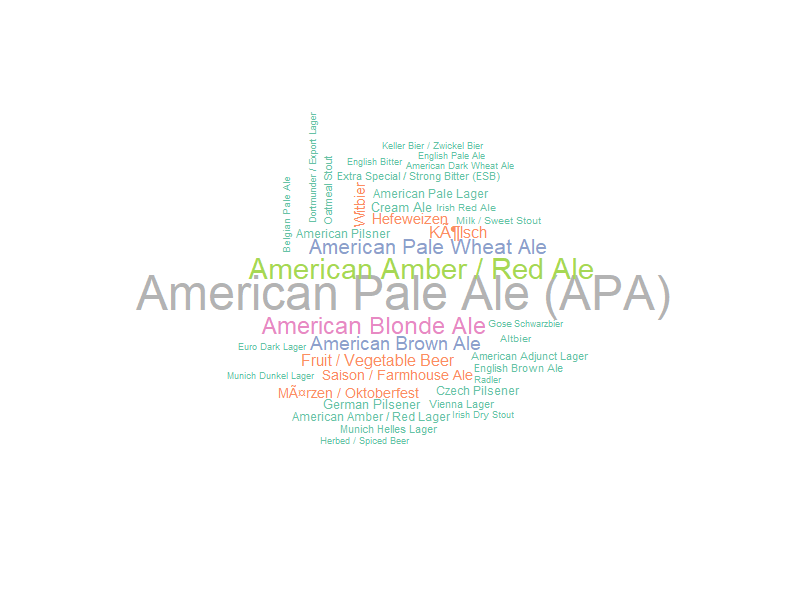 Dortmunder / Export Lager
Keller Bier / Zwickel Bier
English Pale Ale
English Bitter
American Dark Wheat Ale
Oatmeal Stout
Extra Special / Strong Bitter (ESB)
Belgian Pale Ale
Witbier
American Pale Lager
Cream Ale
Irish Red Ale
Hefeweizen
Milk / Sweet Stout
American Pilsner
KÃ¶lsch
American Pale Wheat Ale
American Amber / Red Ale
American Pale Ale (APA)
American Blonde Ale
Gose
Schwarzbier
Altbier
Euro Dark Lager
American Brown Ale
American Adjunct Lager
Fruit / Vegetable Beer
English Brown Ale
Munich Dunkel Lager
Saison / Farmhouse Ale
Radler
MÃ¤rzen / Oktoberfest
Czech Pilsener
German Pilsener
Vienna Lager
American Amber / Red Lager
Irish Dry Stout
Munich Helles Lager
Herbed / Spiced Beer